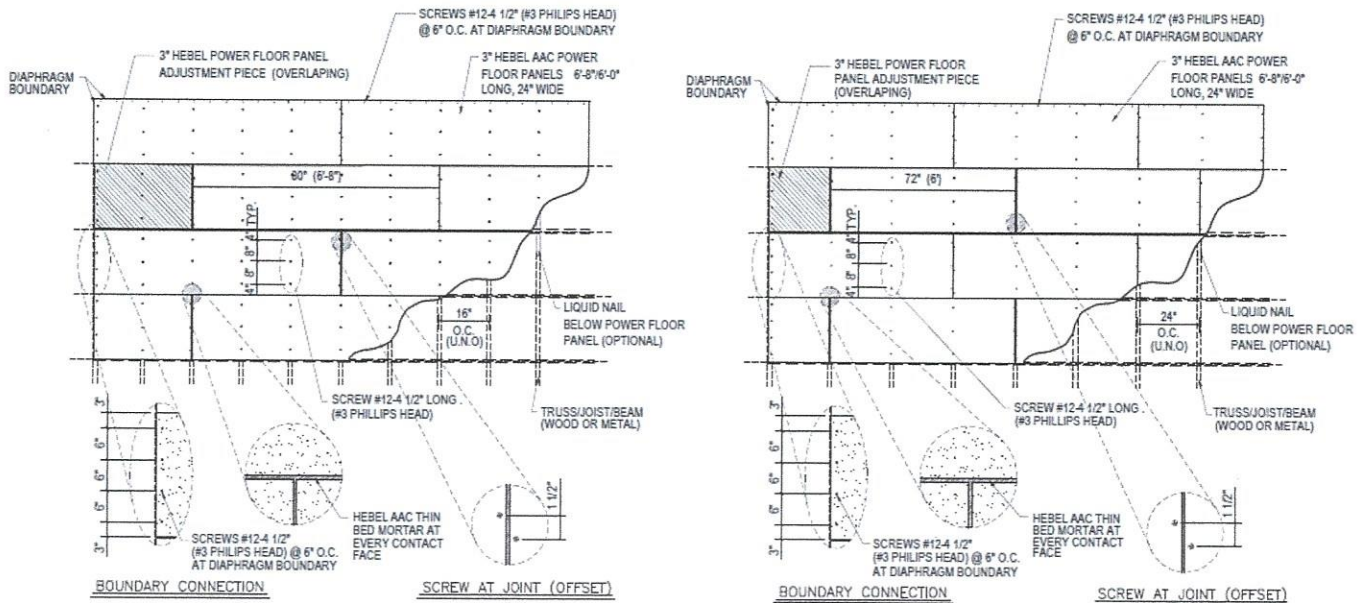 SCREWS #12-4 1/2" (#3 PHILIPS HEAD)
@ 6" O.C. AT DIAPHRAGM BOUNDARY
3" HEBEL POWER FLOOR PANEL
ADJUSTMENT PIECE (OVERLAPING)
3" HEBEL AAC POWER
FLOOR PANELS 6'-8"/6'-0"
LONG, 24" WIDE
DIAPHRAGM
BOUNDARY
80" (6'-8")
4" 8" 8" 4" TYP.
16"
O.C.
(U.N.O)
LIQUID NAIL
BELOW POWER FLOOR
PANEL (OPTIONAL)
SCREW #12-4 1/2" LONG
(#3 PHILLIPS HEAD)
TRUSS/JOIST/BEAM
(WOOD OR METAL)
3" 6" 6" 6" 3"
HEBEL AAC THIN
BED MORTAR AT
EVERY CONTACT
FACE
1 1/2"
SCREWS #12-4 1/2"
(#3 PHILIPS HEAD) @ 6" O.C.
AT DIAPHRAGM BOUNDARY
BOUNDARY CONNECTION
SCREW AT JOINT (OFFSET)
SCREWS #12-4 1/2" (#3 PHILIPS HEAD)
@ 6" O.C. AT DIAPHRAGM BOUNDARY
3" HEBEL POWER FLOOR
PANEL ADJUSTMENT PIECE
(OVERLAPING)
3" HEBEL AAC POWER
FLOOR PANELS 6'-8"/6'-0"
LONG, 24" WIDE
DIAPHRAGM
BOUNDARY
72" (6')
4" 8" 8" 4" TYP.
24"
O.C.
(U.N.O)
LIQUID NAIL
BELOW POWER FLOOR
PANEL (OPTIONAL)
SCREW #12-4 1/2" LONG
(#3 PHILLIPS HEAD)
TRUSS/JOIST/BEAM
(WOOD OR METAL)
3" 6" 6" 6" 3"
HEBEL AAC THIN
BED MORTAR AT
EVERY CONTACT
FACE
1 1/2"
SCREWS #12-4 1/2"
(#3 PHILIPS HEAD) @ 6" O.C.
AT DIAPHRAGM BOUNDARY
BOUNDARY CONNECTION
SCREW AT JOINT (OFFSET)